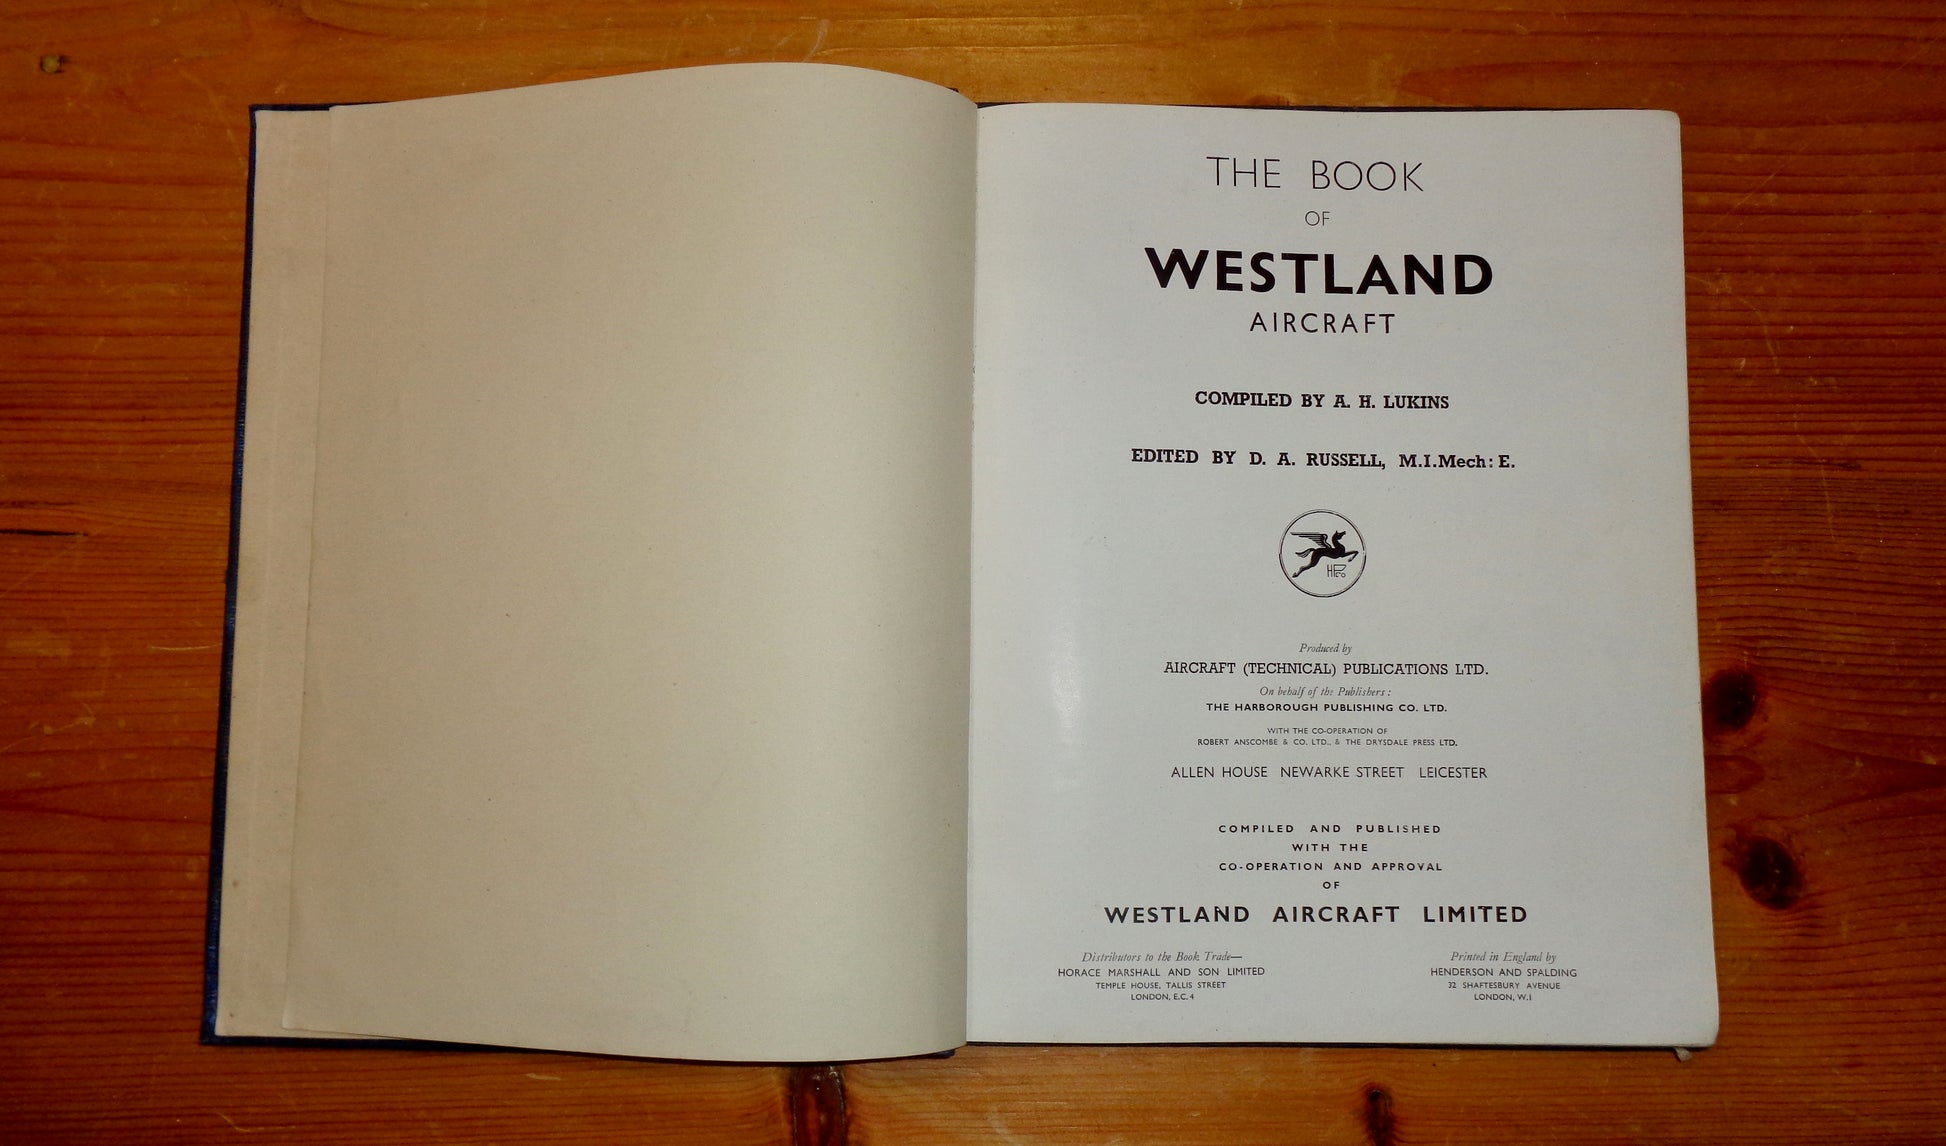 THE BOOK
OF
WESTLAND
AIRCRAFT
COMPILED BY A. H. LUKINS
EDITED BY D. A. RUSSELL, M.I.Mech: E.
HPCo
Produced by
AIRCRAFT (TECHNICAL) PUBLICATIONS LTD.
On behalf of the Publishers :
THE HARBOROUGH PUBLISHING CO. LTD.
WITH THE CO-OPERATION OF
ROBERT ANSCOMBE & CO. LTD., & THE DRYSDALE PRESS LTD.
ALLEN HOUSE NEWARKE STREET LEICESTER
COMPILED AND PUBLISHED
WITH THE
CO-OPERATION AND APPROVAL
OF
WESTLAND AIRCRAFT LIMITED
Distributors to the Book Trade—
HORACE MARSHALL AND SON LIMITED
TEMPLE HOUSE, TALLIS STREET
LONDON, E.C.4
Printed in England by
HENDERSON AND SPALDING
32 SHAFTESBURY AVENUE
LONDON, W.1